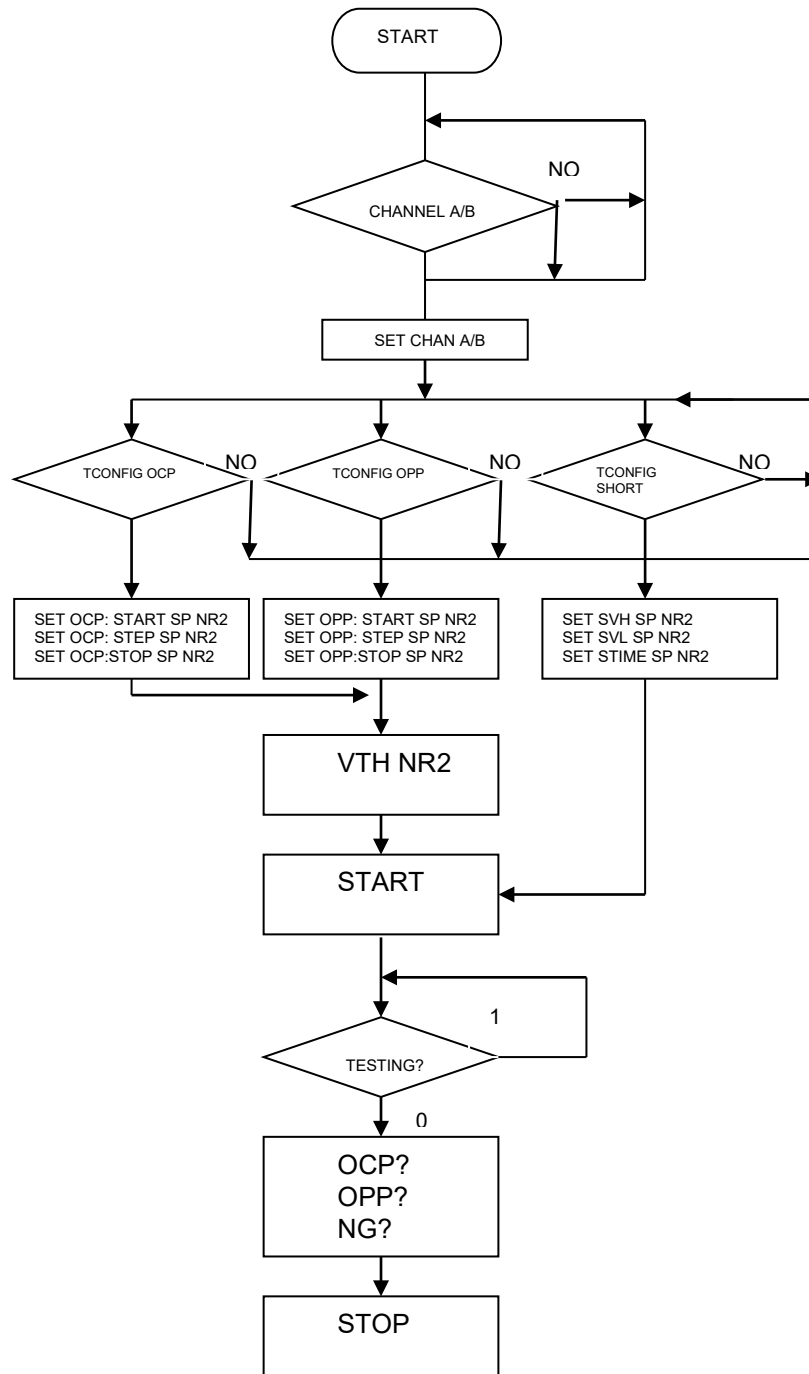 START
NO
CHANNEL A/B
SET CHAN A/B
TCONFIG OCP
NO
TCONFIG OPP
NO
TCONFIG
SHORT
NO
SET OCP: START SP NR2
SET OCP: STEP SP NR2
SET OCP:STOP SP NR2
SET OPP: START SP NR2
SET OPP: STEP SP NR2
SET OPP:STOP SP NR2
SET SVH SP NR2
SET SVL SP NR2
SET STIME SP NR2
VTH NR2
START
1
TESTING?
0
OCP?
OPP?
NG?
STOP